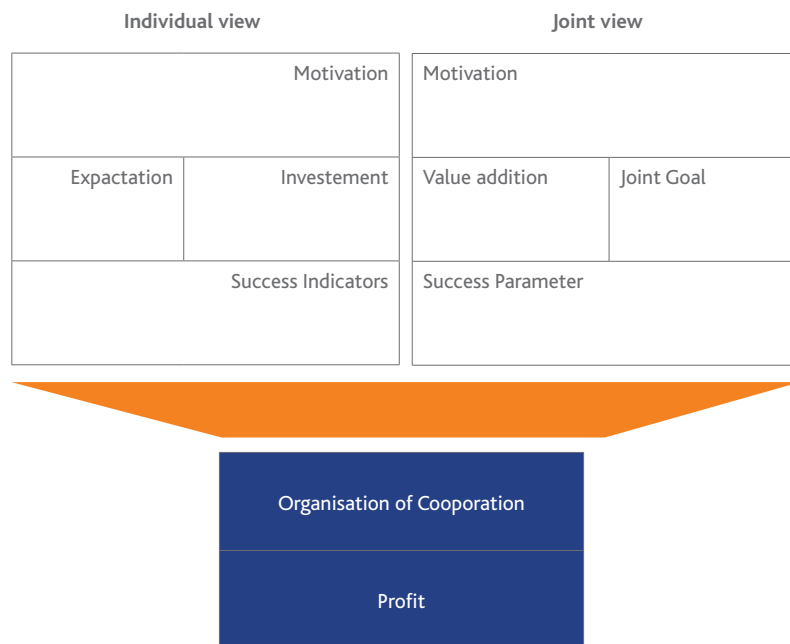 Individual view
Joint view
Motivation
Motivation
Expactation
Investement
Value addition
Joint Goal
Success Indicators
Success Parameter
Organisation of Cooporation
Profit